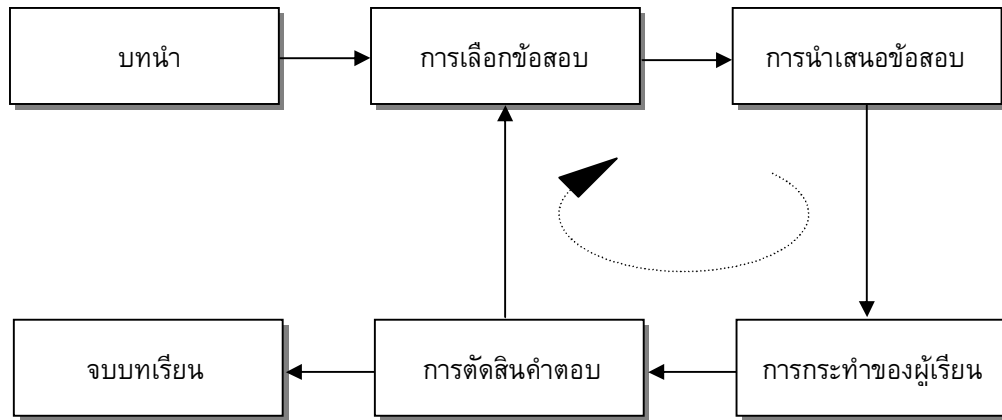 บทนำ
การเลือกข้อสอบ
การนำเสนอข้อสอบ
จบบทเรียน
การตัดสินคำตอบ
การกระทำของผู้เรียน